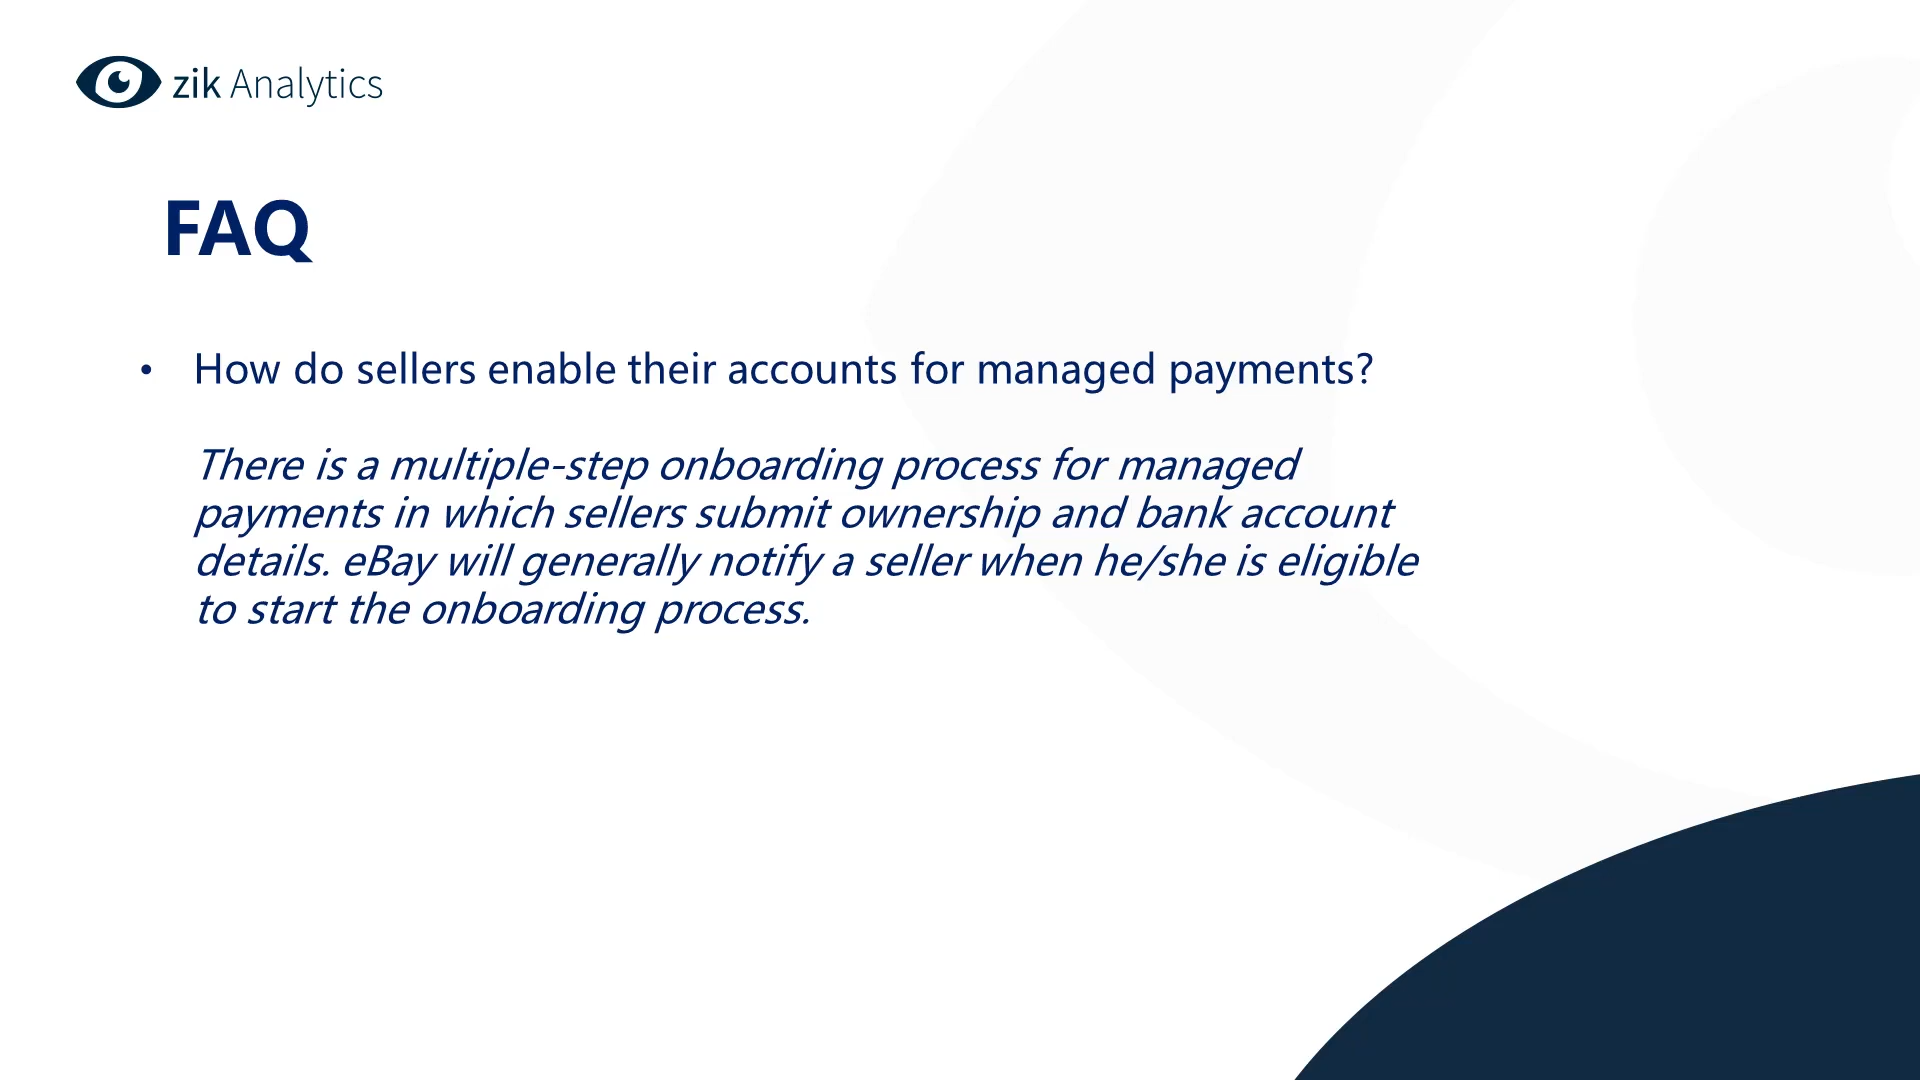 zik Analytics
FAQ
• How do sellers enable their accounts for managed payments?
There is a multiple-step onboarding process for managed
payments in which sellers submit ownership and bank account
details. eBay will generally notify a seller when he/she is eligible
to start the onboarding process.